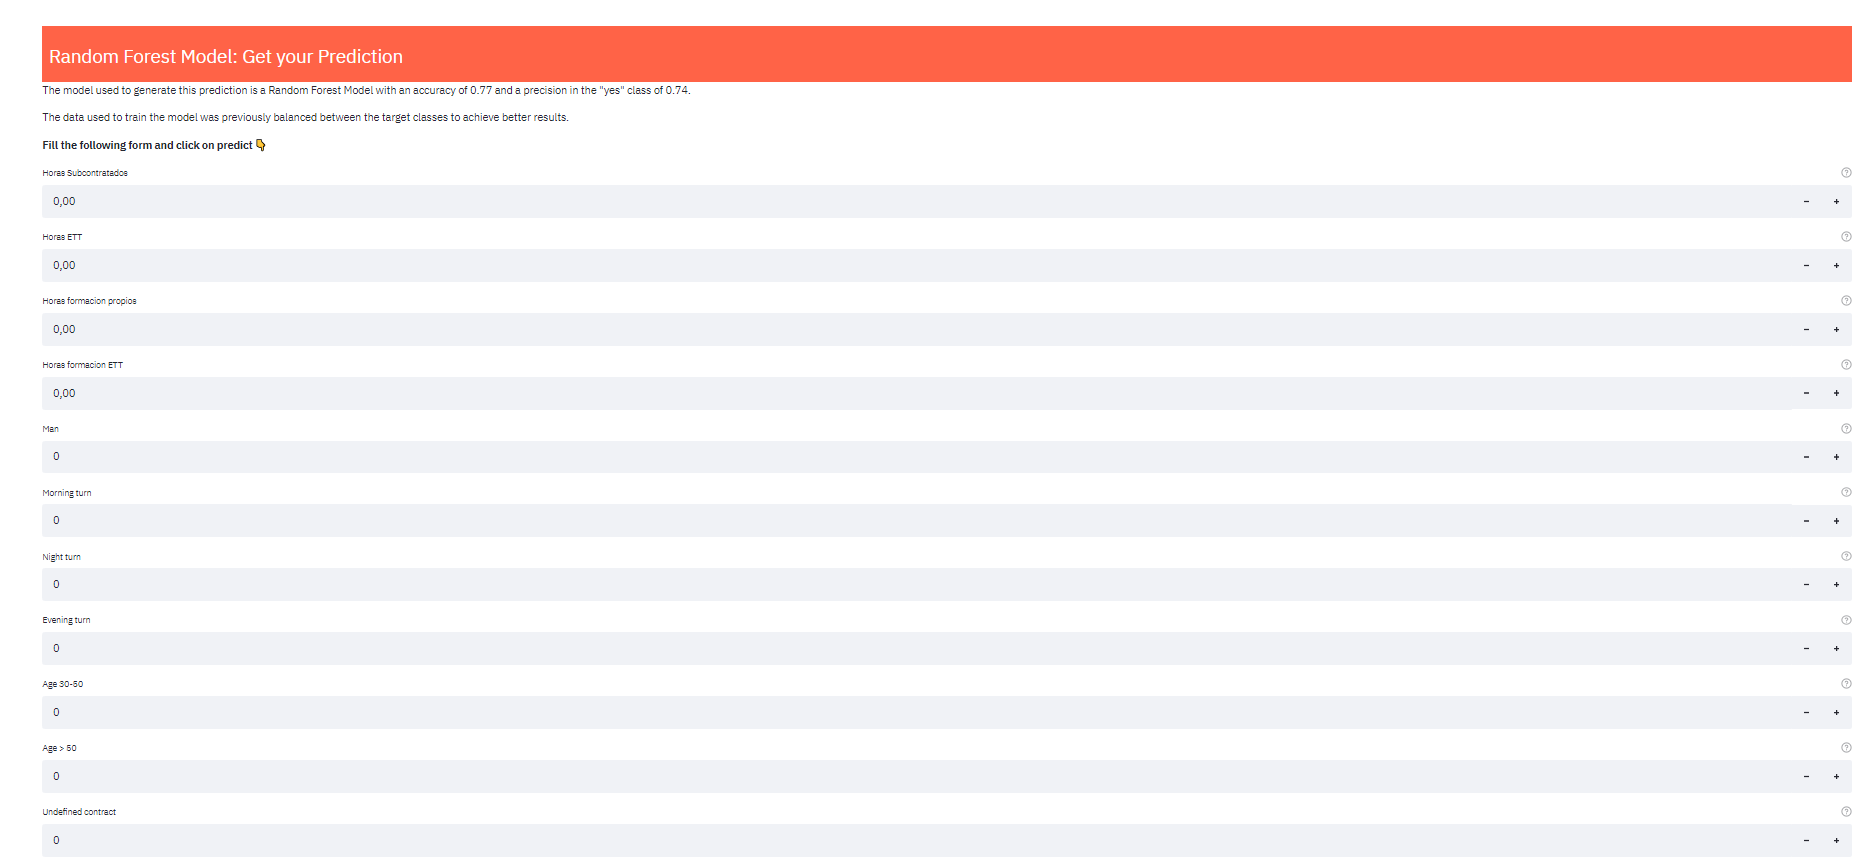 Random Forest Model: Get your Prediction
The model used to generate this prediction is a Random Forest Model with an accuracy of 0.77 and a precision in the "yes" class of 0.74.
The data used to train the model was previously balanced between the target classes to achieve better results.
Fill the following form and click on predict 👇
Horas Subcontratados
0,00
Horas ETT
0,00
Horas formacion propios
0,00
Horas formacion ETT
0,00
Man
0
Morning turn
0
Night turn
0
Evening turn
0
Age 30-50
0
Age > 50
0
Undefined contract
0